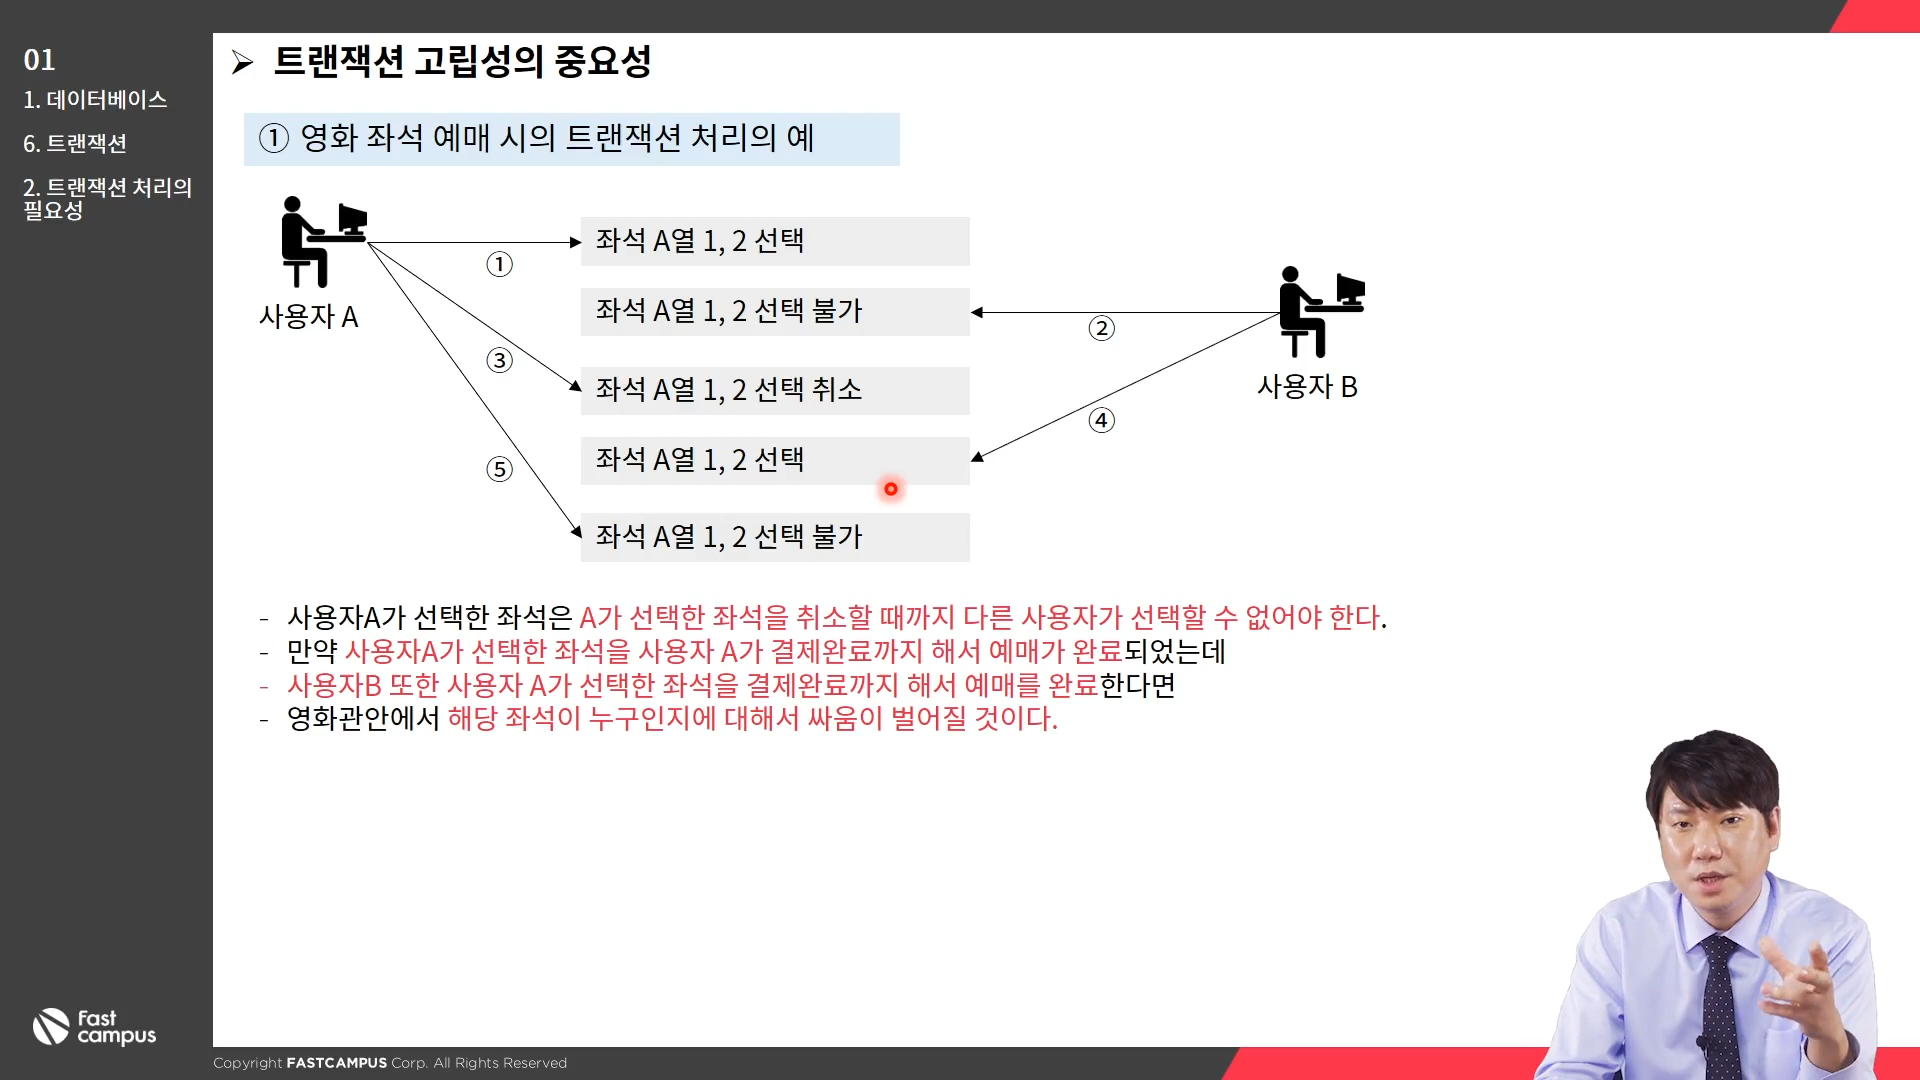 01
1. 데이터베이스
6. 트랜잭션
2. 트랜잭션 처리의
필요성
➢ 트랜잭션 고립성의 중요성
① 영화 좌석 예매 시의 트랜잭션 처리의 예
좌석 A열 1, 2 선택
①
좌석 A열 1, 2 선택 불가
사용자 A
②
③
좌석 A열 1, 2 선택 취소
사용자 B
④
좌석 A열 1, 2 선택
⑤
좌석 A열 1, 2 선택 불가
- 사용자A가 선택한 좌석은 A가 선택한 좌석을 취소할 때까지 다른 사용자가 선택할 수 없어야 한다.
- 만약 사용자A가 선택한 좌석을 사용자 A가 결제완료까지 해서 예매가 완료되었는데
- 사용자B 또한 사용자 A가 선택한 좌석을 결제완료까지 해서 예매를 완료한다면
- 영화관안에서 해당 좌석이 누구인지에 대해서 싸움이 벌어질 것이다.
Fast
campus
Copyright FASTCAMPUS Corp. All Rights Reserved